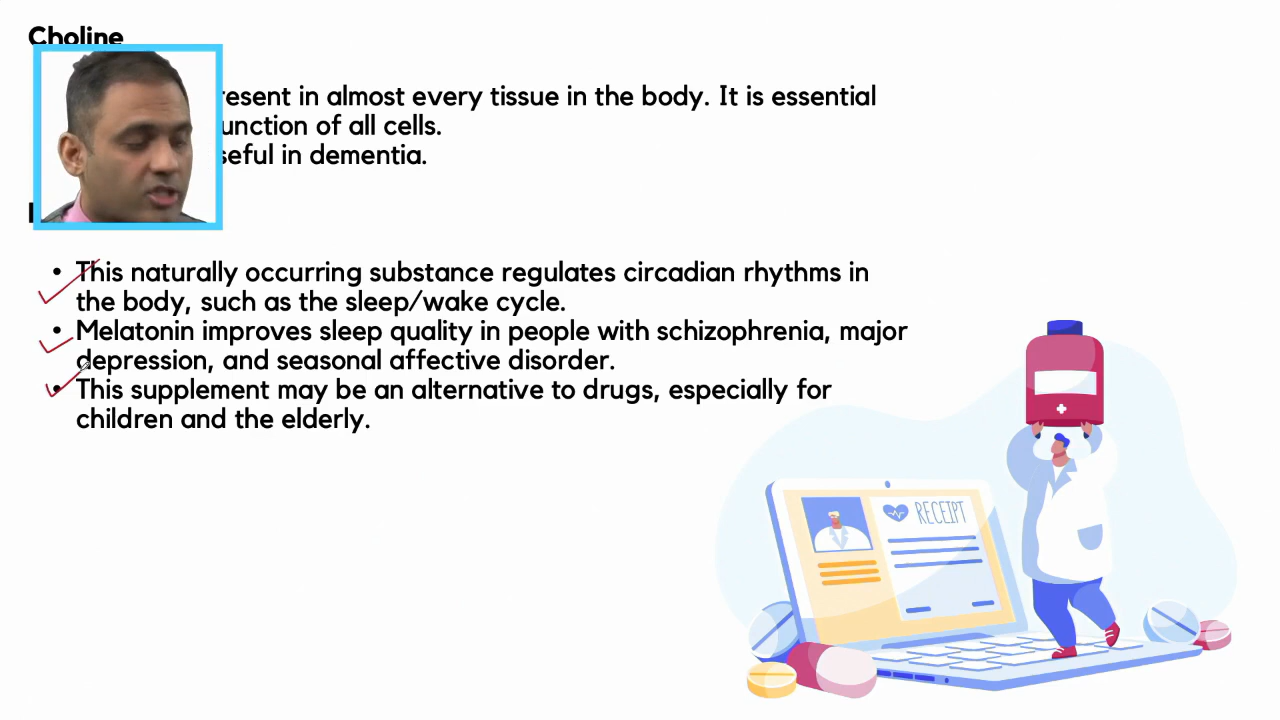 Choline
resent in almost every tissue in the body. It is essential
unction of all cells.
seful in dementia.
• This naturally occurring substance regulates circadian rhythms in
the body, such as the sleep/wake cycle.
• Melatonin improves sleep quality in people with schizophrenia, major
depression, and seasonal affective disorder.
• This supplement may be an alternative to drugs, especially for
children and the elderly.
RECEIPT